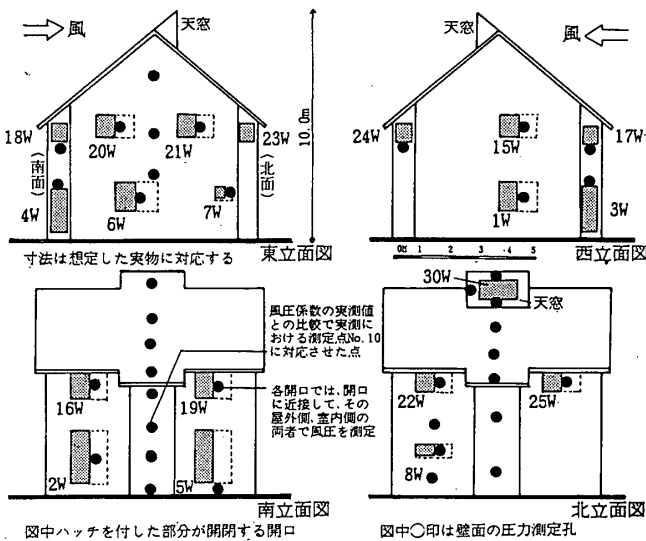 風
天窓
18W
20W
21W
23W
(南面)
(北面)
4W
6W
7W
10.0m
寸法は想定した実物に対応する
東立面図
天窓
風
24W
15W
17W
1W
3W
0M 1 2 3 4 5
西立面図
風圧係数の実測値
との比較で実測に
おける測定点No.10
に対応させた点
各開口では、開口
に近接して、その
屋外側、室内側の
両者で風圧を測定
16W
19W
2W
5W
南立面図
図中ハッチを付した部分が開閉する開口
30W
天窓
22W
25W
8W
北立面図
図中○印は壁面の圧力測定孔